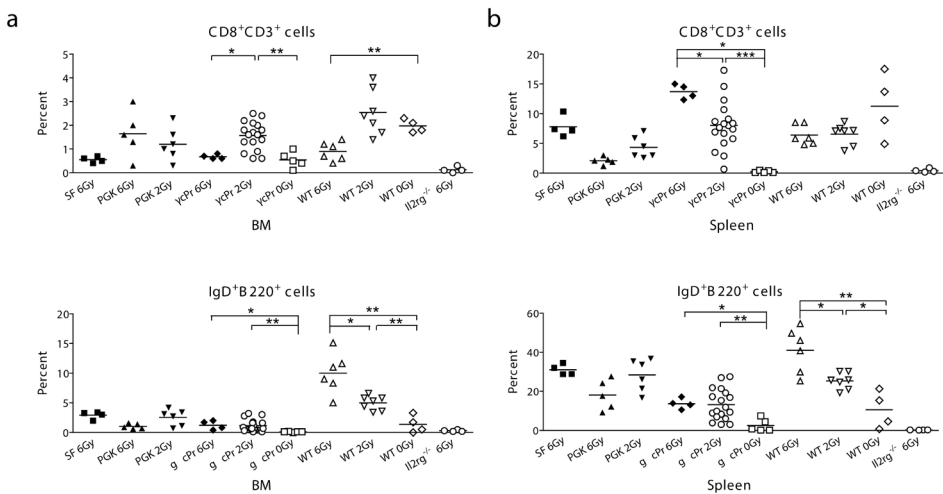 a
CD8⁺CD3⁺ cells
5
4
3
2
1
0
Percent
*
**
**
SF 6Gy
PGK 6Gy
PGK 2Gy
γcPr 6Gy
γcPr 2Gy
γcPr 0Gy
WT 6Gy
WT 2Gy
WT 0Gy
Il2rg⁻/⁻ 6Gy
BM
b
CD8⁺CD3⁺ cells
20
15
10
5
0
Percent
*
*
***
SF 6Gy
PGK 6Gy
PGK 2Gy
γcPr 6Gy
γcPr 2Gy
γcPr 0Gy
WT 6Gy
WT 2Gy
WT 0Gy
Il2rg⁻/⁻ 6Gy
Spleen
IgD⁺B 220⁺ cells
20
15
10
5
0
Percent
*
**
**
*
**
SF 6Gy
PGK 6Gy
PGK 2Gy
g cPr 6Gy
g cPr 2Gy
g cPr 0Gy
WT 6Gy
WT 2Gy
WT 0Gy
Il2rg⁻/⁻ 6Gy
BM
IgD⁺B 220⁺ cells
60
40
20
0
Percent
*
**
**
*
*
SF 6Gy
PGK 6Gy
PGK 2Gy
g cPr 6Gy
g cPr 2Gy
g cPr 0Gy
WT 6Gy
WT 2Gy
WT 0Gy
Il2rg⁻/⁻ 6Gy
Spleen